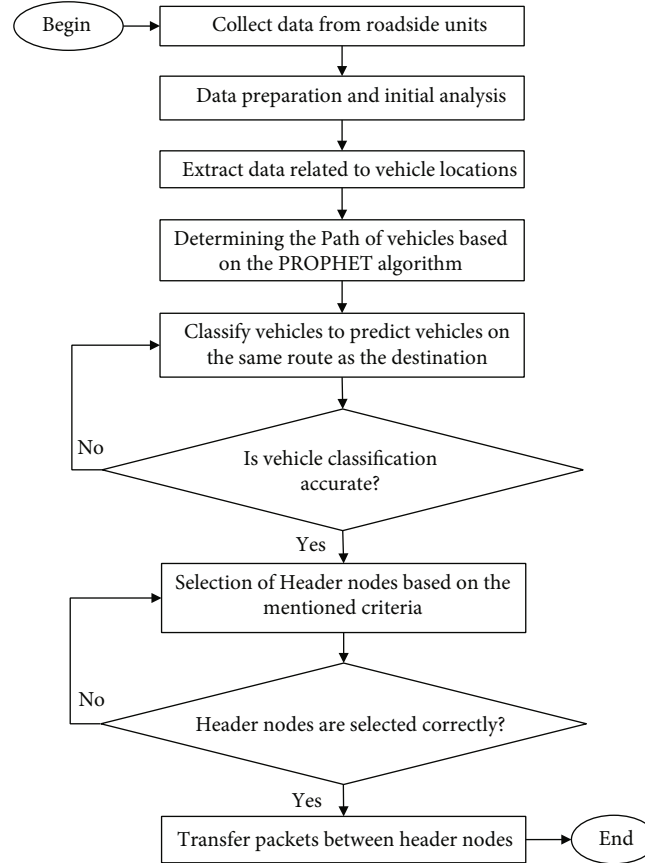 Begin
Collect data from roadside units
Data preparation and initial analysis
Extract data related to vehicle locations
Determining the Path of vehicles based
on the PROPHET algorithm
Classify vehicles to predict vehicles on
the same route as the destination
No
Is vehicle classification
accurate?
Yes
Selection of Header nodes based on the
mentioned criteria
No
Header nodes are selected correctly?
Yes
Transfer packets between header nodes
End